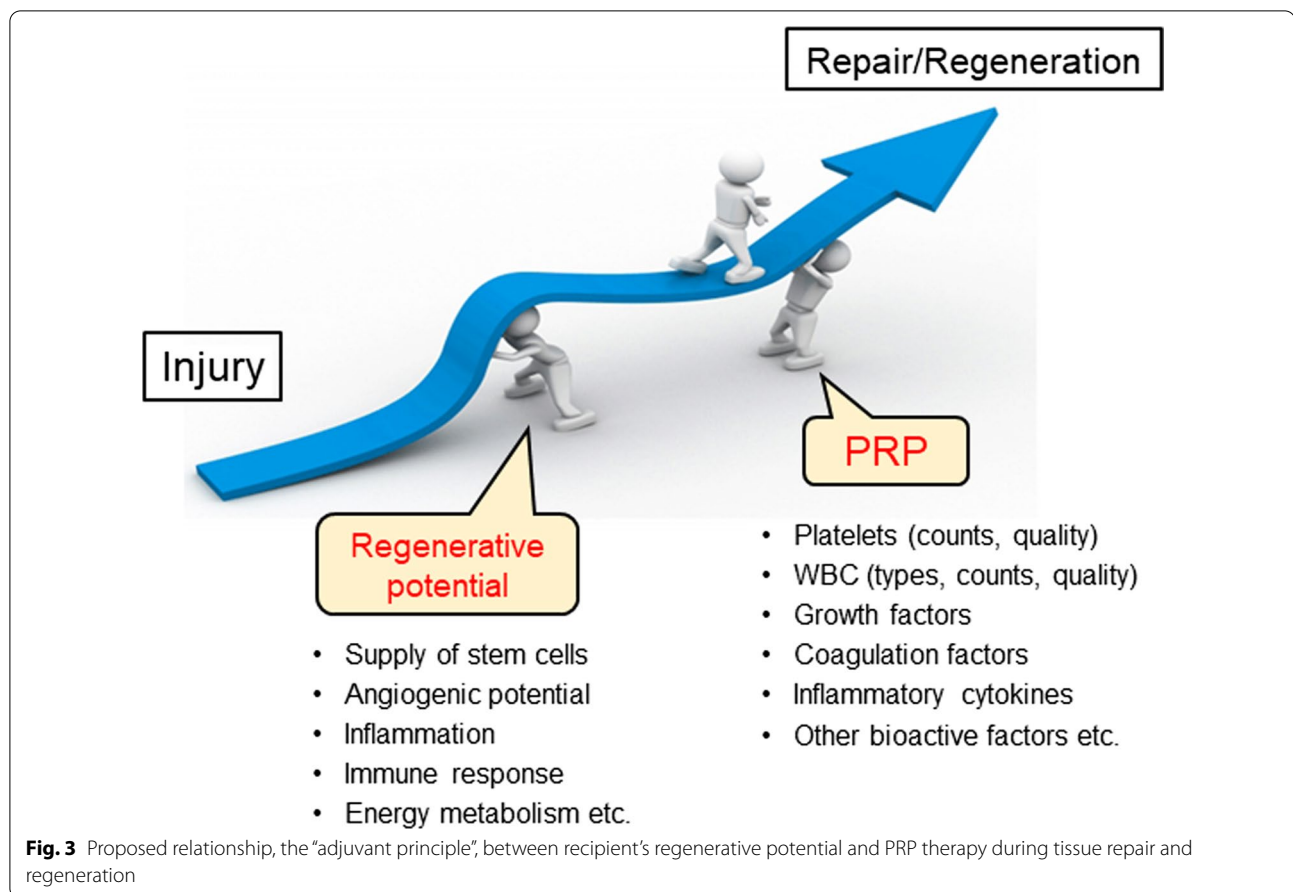 Repair/Regeneration
Injury
PRP
Regenerative
potential
• Platelets (counts, quality)
• WBC (types, counts, quality)
• Growth factors
• Coagulation factors
• Inflammatory cytokines
• Other bioactive factors etc.
• Supply of stem cells
• Angiogenic potential
• Inflammation
• Immune response
• Energy metabolism etc.
Fig. 3 Proposed relationship, the “adjuvant principle”, between recipient’s regenerative potential and PRP therapy during tissue repair and
regeneration